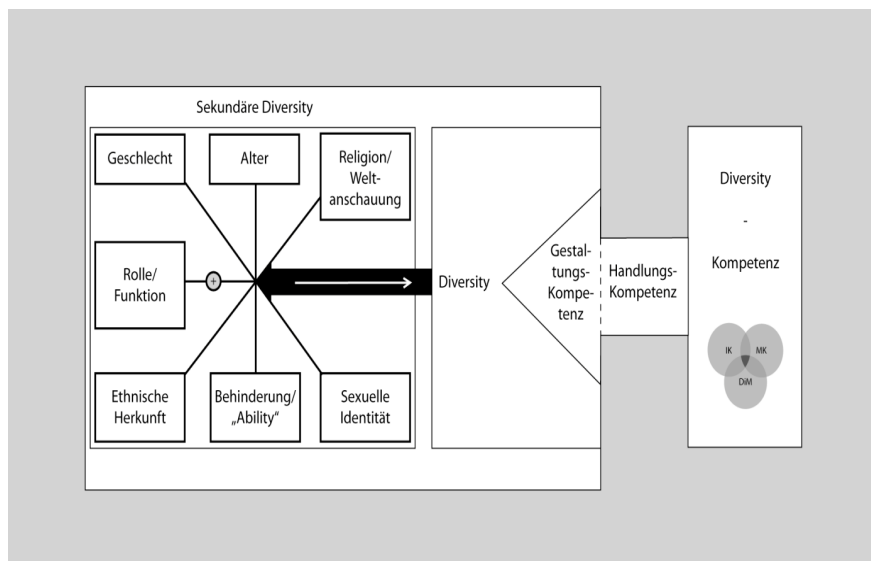 Sekundäre Diversity
Geschlecht
Alter
Religion/
Welt-
anschauung
Rolle/
Funktion
+
Ethnische
Herkunft
Behinderung/
„Ability“
Sexuelle
Identität
Diversity
Gestal-
tungs-
Kompe-
tenz
Handlungs-
Kompetenz
Diversity
-
Kompetenz
IK
MK
DiM